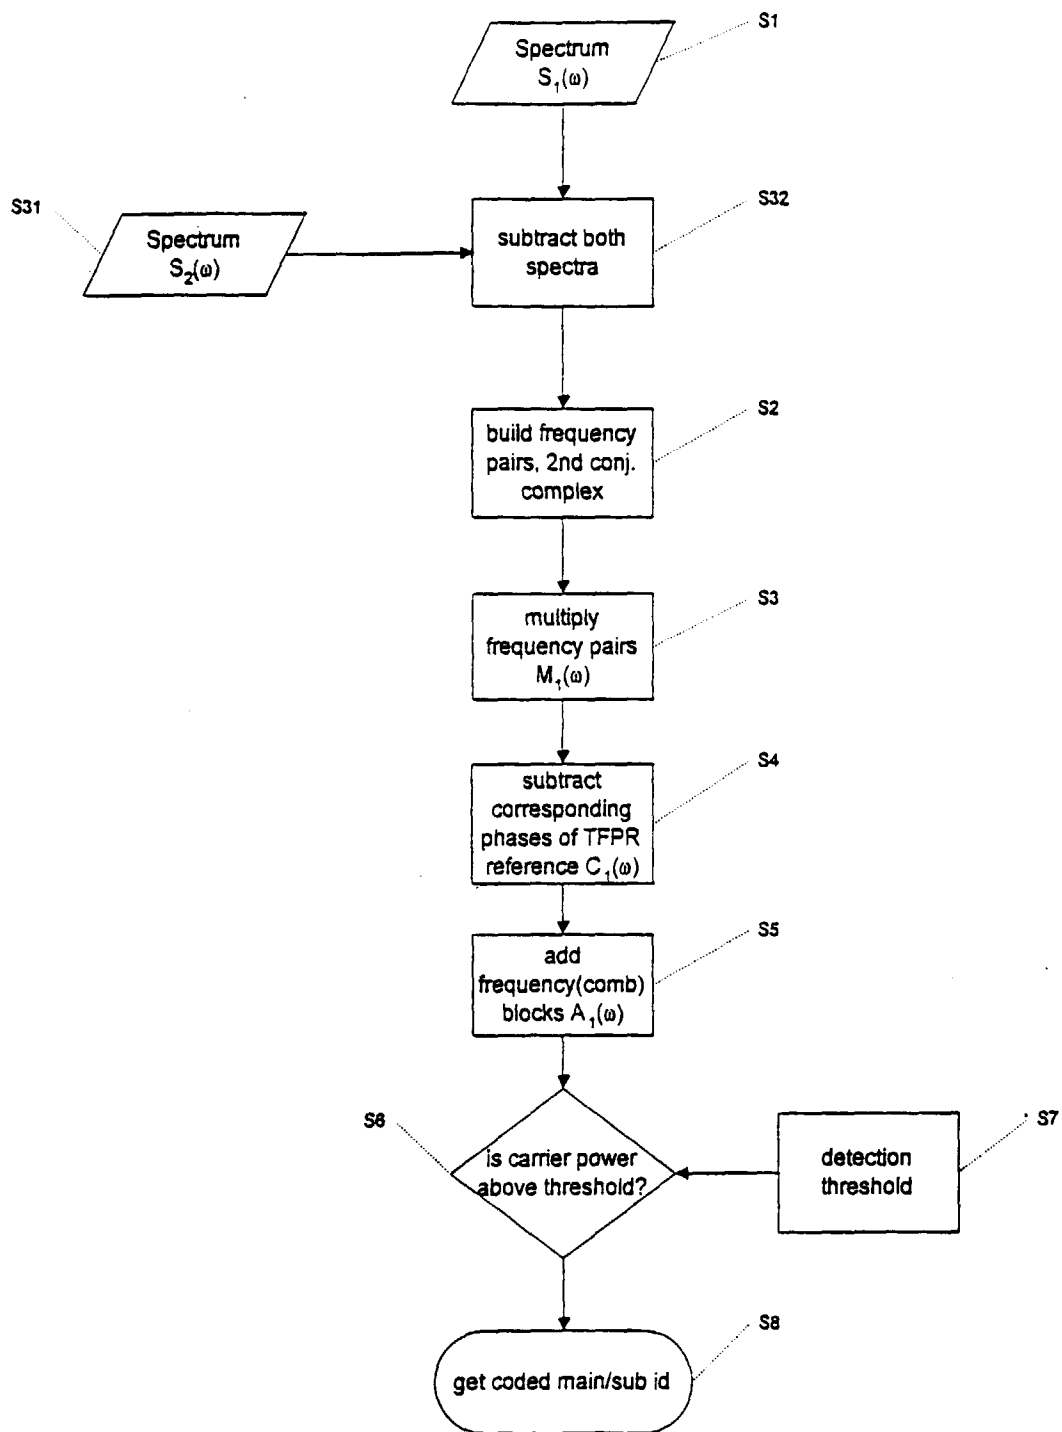 S1
Spectrum
S₁(ω)
S31
Spectrum
S₂(ω)
S32
subtract both
spectra
S2
build frequency
pairs, 2nd conj.
complex
S3
multiply
frequency pairs
M₁(ω)
S4
subtract
corresponding
phases of TFPR
reference C₁(ω)
S5
add
frequency(comb)
blocks A₁(ω)
S6
is carrier power
above threshold?
S7
detection
threshold
S8
get coded main/sub id